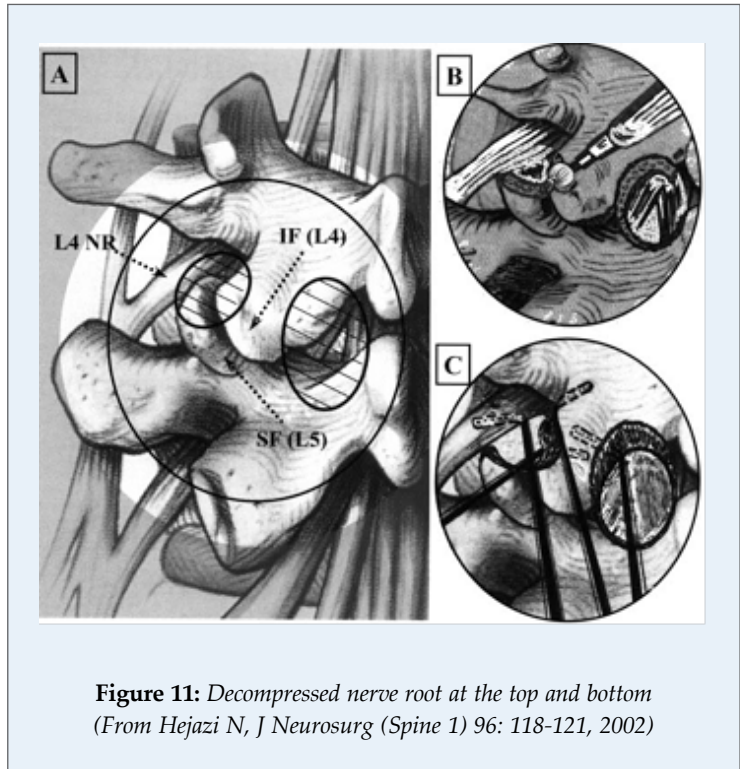 A
B
L4 NR
IF (L4)
SF (L5)
C
Figure 11: Decompressed nerve root at the top and bottom
(From Hejazi N, J Neurosurg (Spine 1) 96: 118-121, 2002)